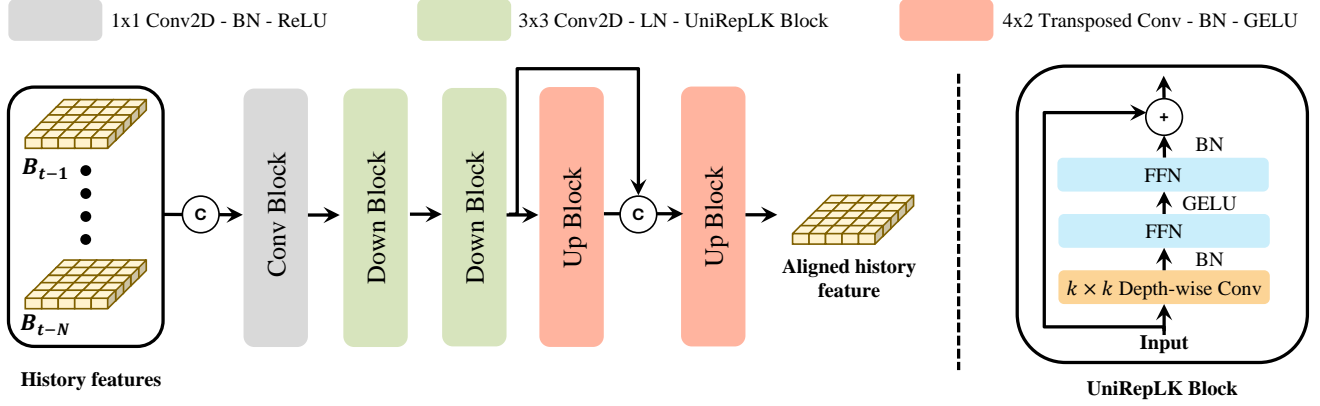 1x1 Conv2D - BN - ReLU
3x3 Conv2D - LN - UniRepLK Block
4x2 Transposed Conv - BN - GELU
B_{t-1}
B_{t-N}
History features
C
Conv Block
Down Block
Down Block
Up Block
C
Up Block
Aligned history
feature
+
BN
FFN
GELU
FFN
BN
k × k Depth-wise Conv
Input
UniRepLK Block